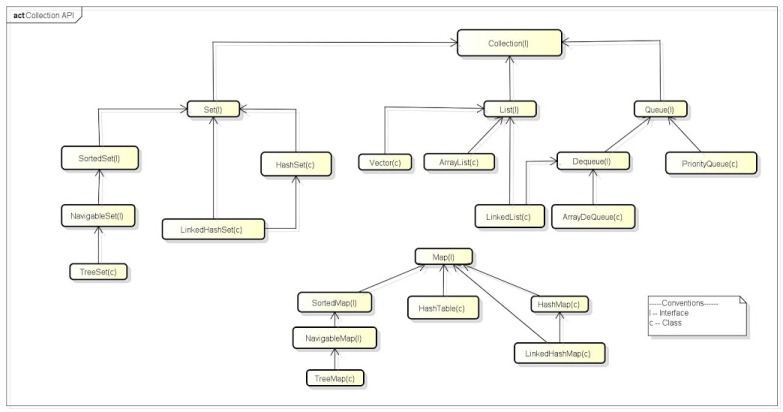 act Collection API
Collection(I)
Set(I)
List(I)
Queue(I)
SortedSet(I)
HashSet(c)
Vector(c)
ArrayList(c)
Dequeue(I)
PriorityQueue(c)
NavigableSet(I)
LinkedHashSet(c)
LinkedList(c)
ArrayDeQueue(c)
TreeSet(c)
Map(I)
SortedMap(I)
HashTable(c)
HashMap(c)
NavigableMap(I)
LinkedHashMap(c)
TreeMap(c)
-----Conventions------
I -- Interface
c -- Class